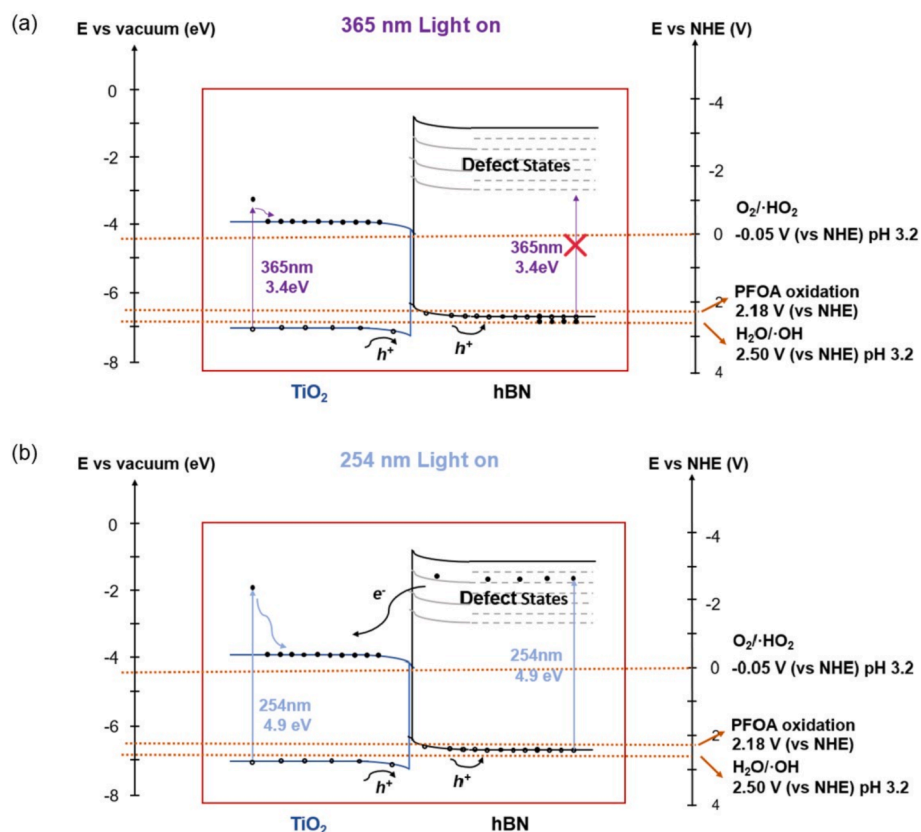 (a)
E vs vacuum (eV)
365 nm Light on
E vs NHE (V)
0
-2
-4
-6
-8
-4
-2
0
2
4
Defect States
365nm
3.4eV
365nm
3.4eV
h+
h+
TiO2
hBN
O2/·HO2
-0.05 V (vs NHE) pH 3.2
PFOA oxidation
2.18 V (vs NHE)
H2O/·OH
2.50 V (vs NHE) pH 3.2
(b)
E vs vacuum (eV)
254 nm Light on
E vs NHE (V)
0
-2
-4
-6
-8
-4
-2
0
2
4
e-
Defect States
254nm
4.9 eV
254nm
4.9 eV
h+
h+
TiO2
hBN
O2/·HO2
-0.05 V (vs NHE) pH 3.2
PFOA oxidation
2.18 V (vs NHE)
H2O/·OH
2.50 V (vs NHE) pH 3.2